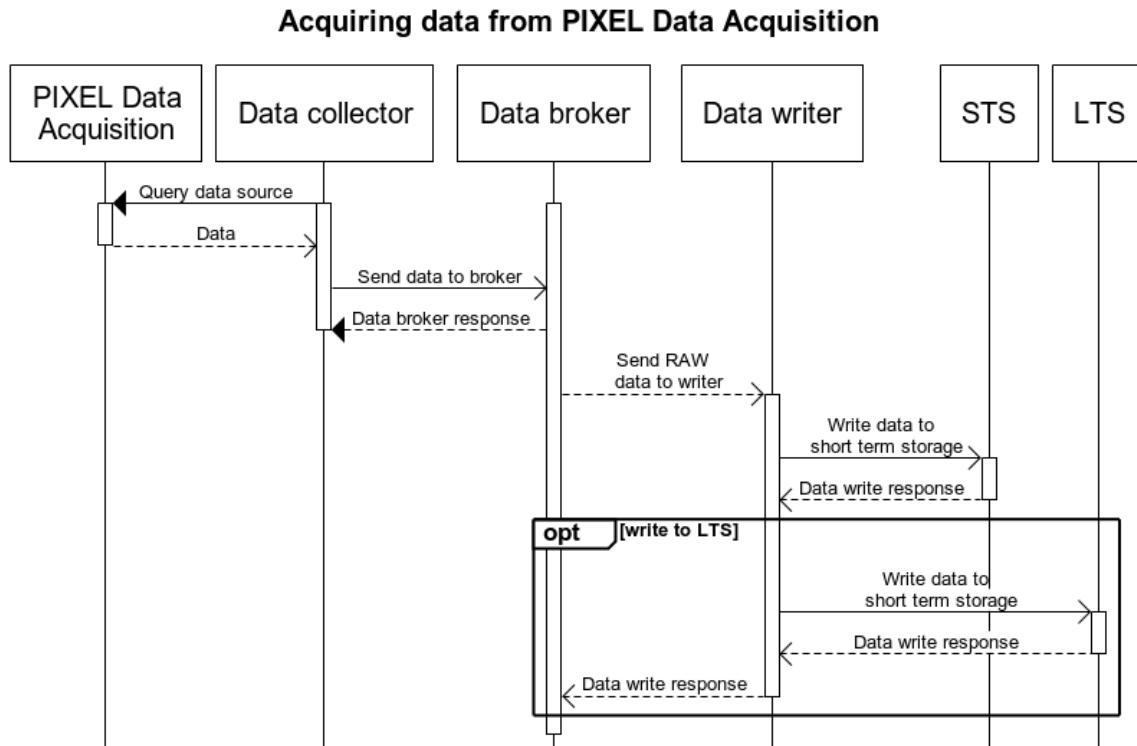 Acquiring data from PIXEL Data Acquisition
PIXEL Data
Acquisition
Data collector
Data broker
Data writer
STS
LTS
Query data source
Data
Send data to broker
Data broker response
Send RAW
data to writer
Write data to
short term storage
Data write response
opt
[write to LTS]
Write data to
short term storage
Data write response
Data write response